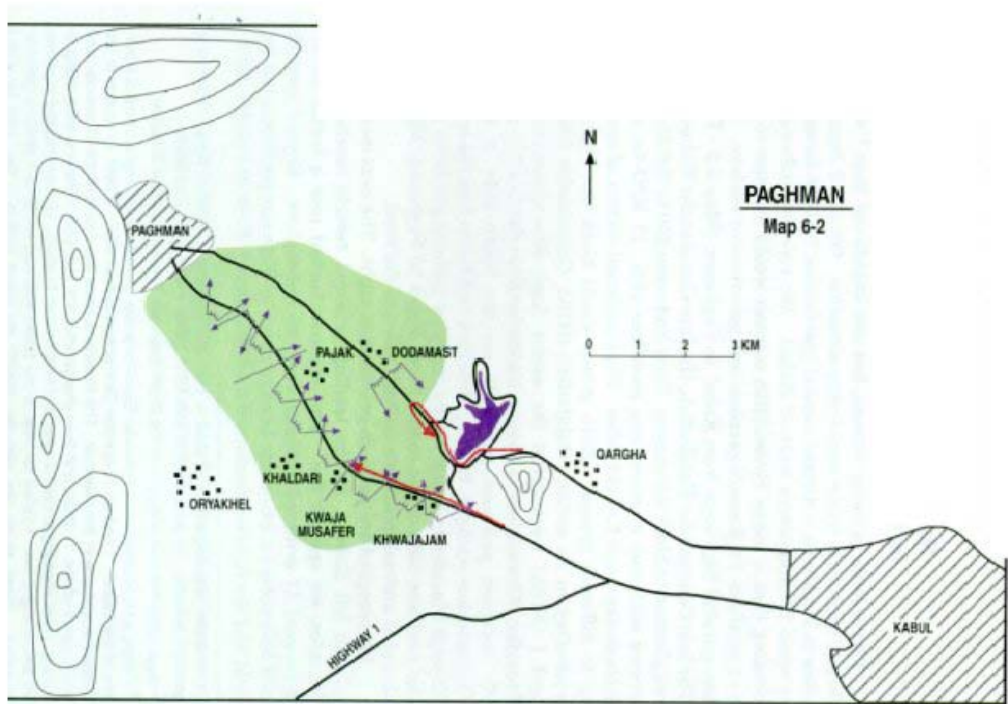 N
PAGHMAN
Map 6-2
PAGHMAN
0 1 2 3 KM
PAJAK
DODAMAST
QARGHA
KHALDARI
ORYAKIHEL
KWAJA
MUSAFER
KHWAJAJAM
KABUL
HIGHWAY 1